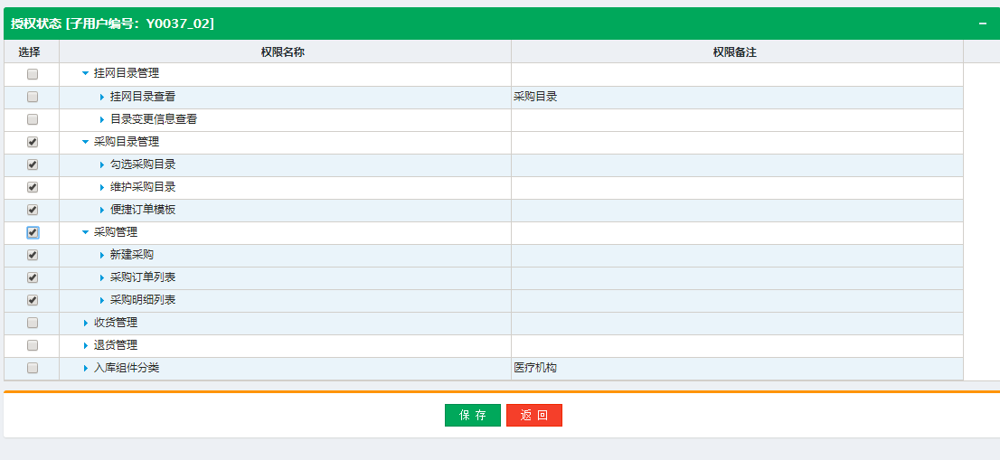 授权状态 [子用户编号：Y0037_02]
选择 权限名称 权限备注
挂网目录管理
挂网目录查看 采购目录
目录变更信息查看
采购目录管理
勾选采购目录
维护采购目录
便捷订单模板
采购管理
新建采购
采购订单列表
采购明细列表
收货管理
退货管理
入库组件分类 医疗机构
保 存 返 回